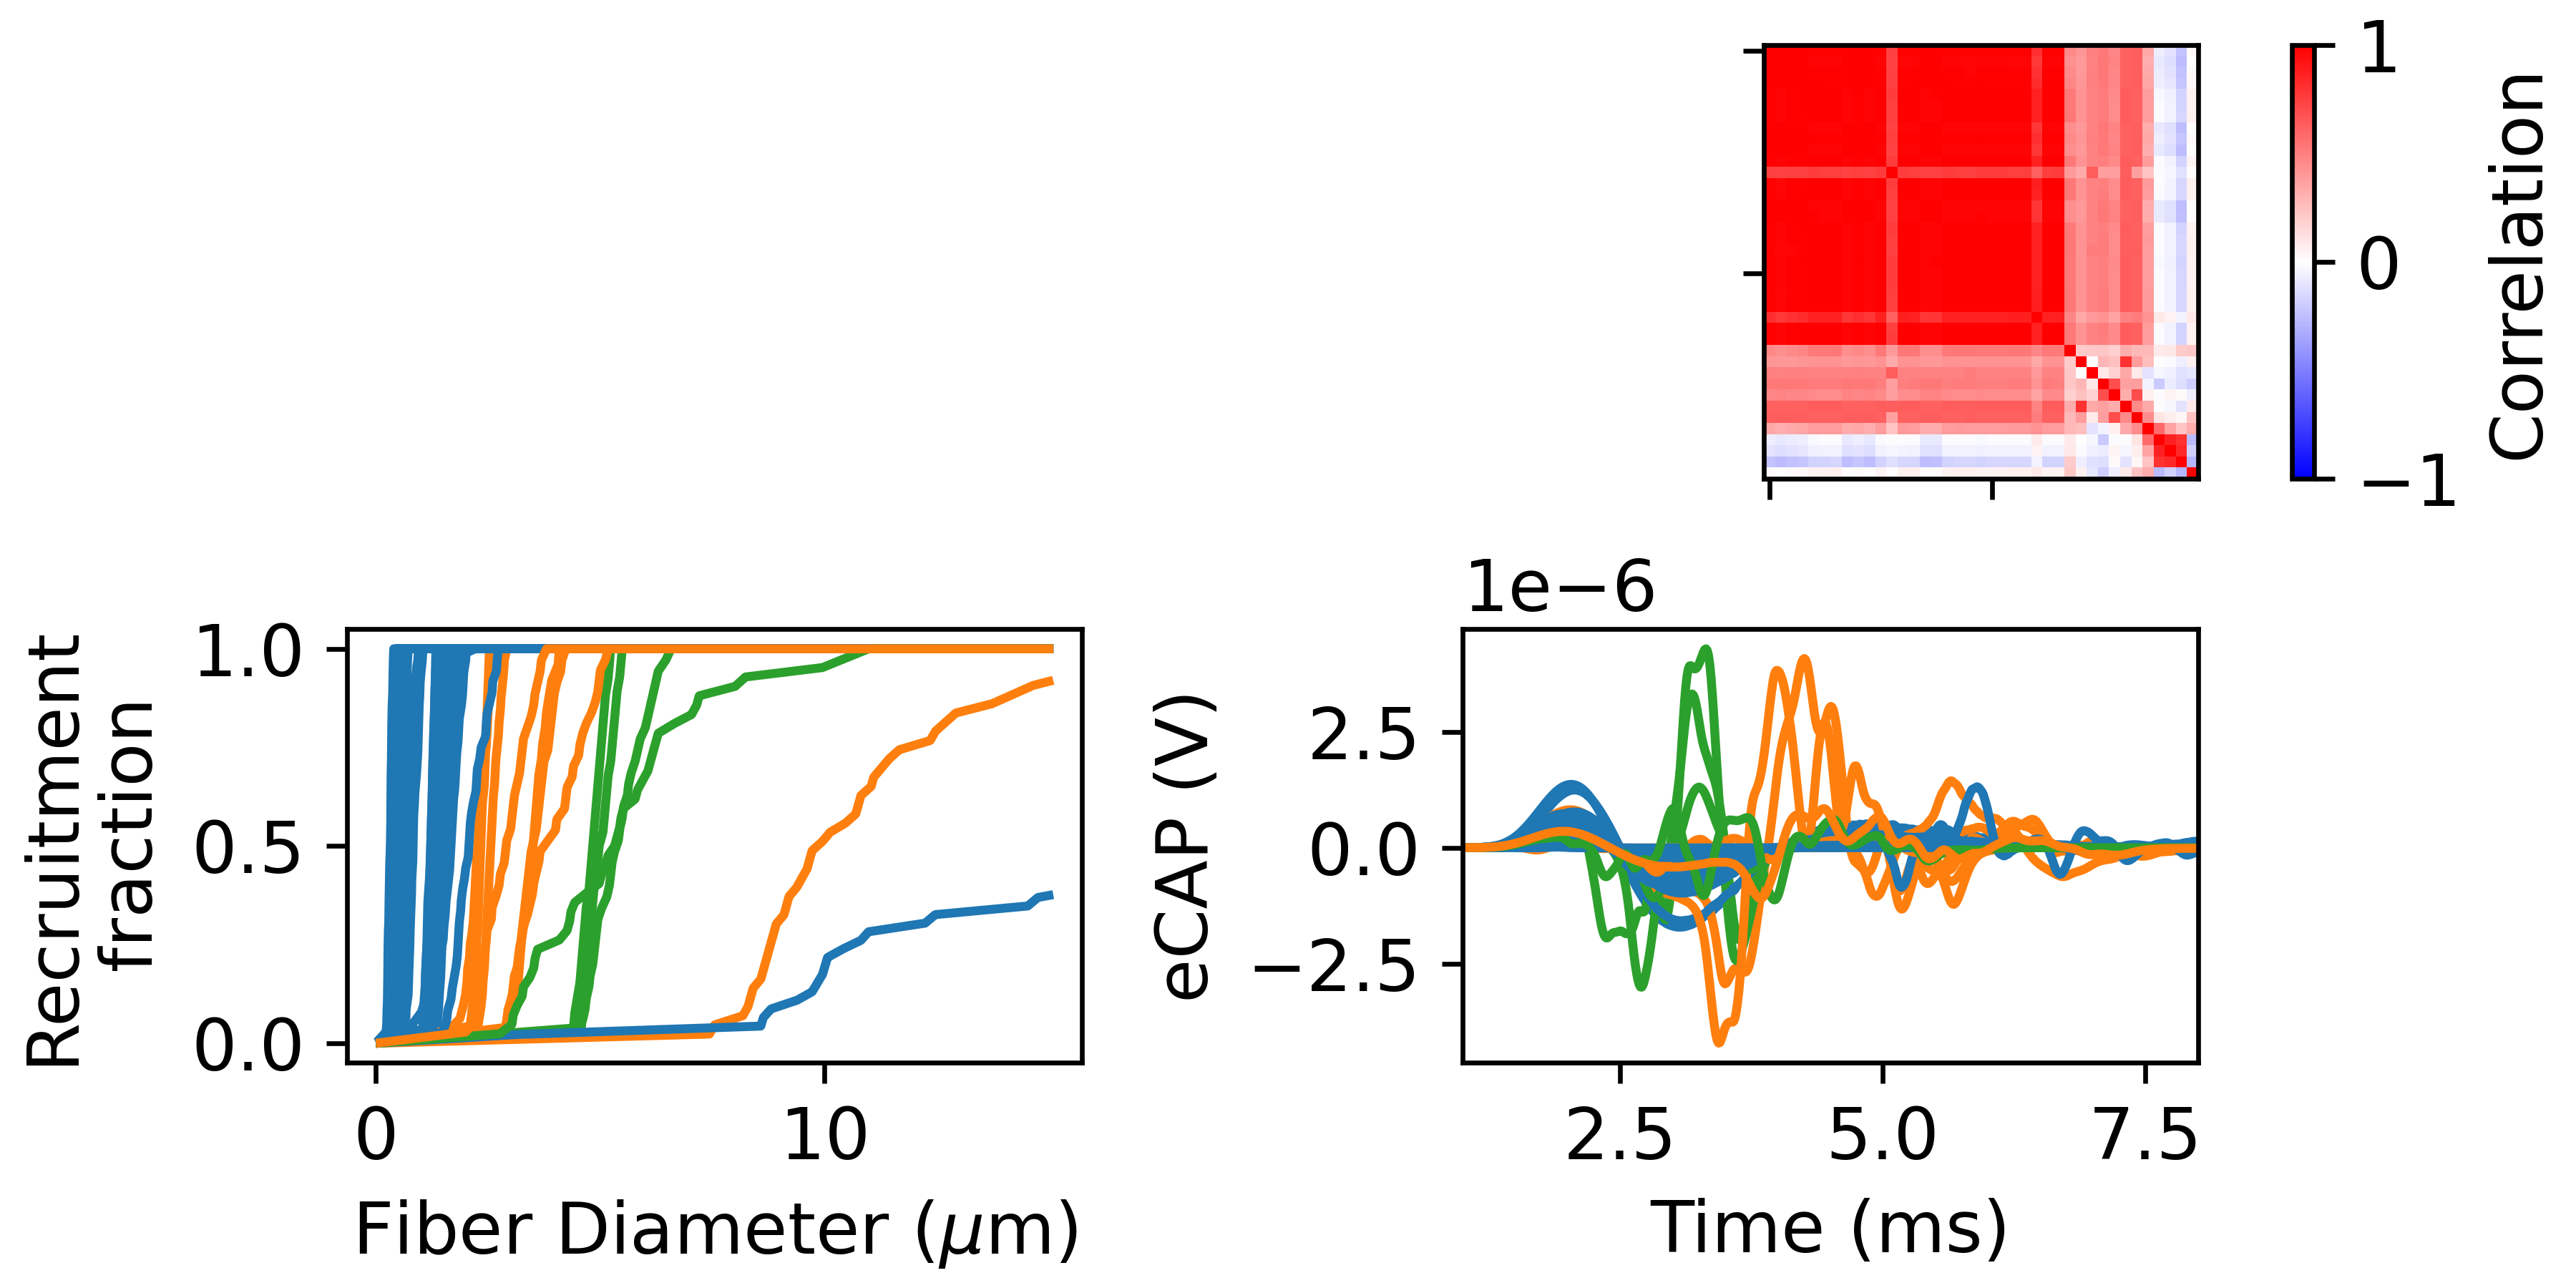 1
0
−1
Correlation
1.0
0.5
0.0
Recruitment
fraction
0
10
Fiber Diameter (μm)
1e−6
2.5
0.0
−2.5
eCAP (V)
2.5
5.0
7.5
Time (ms)